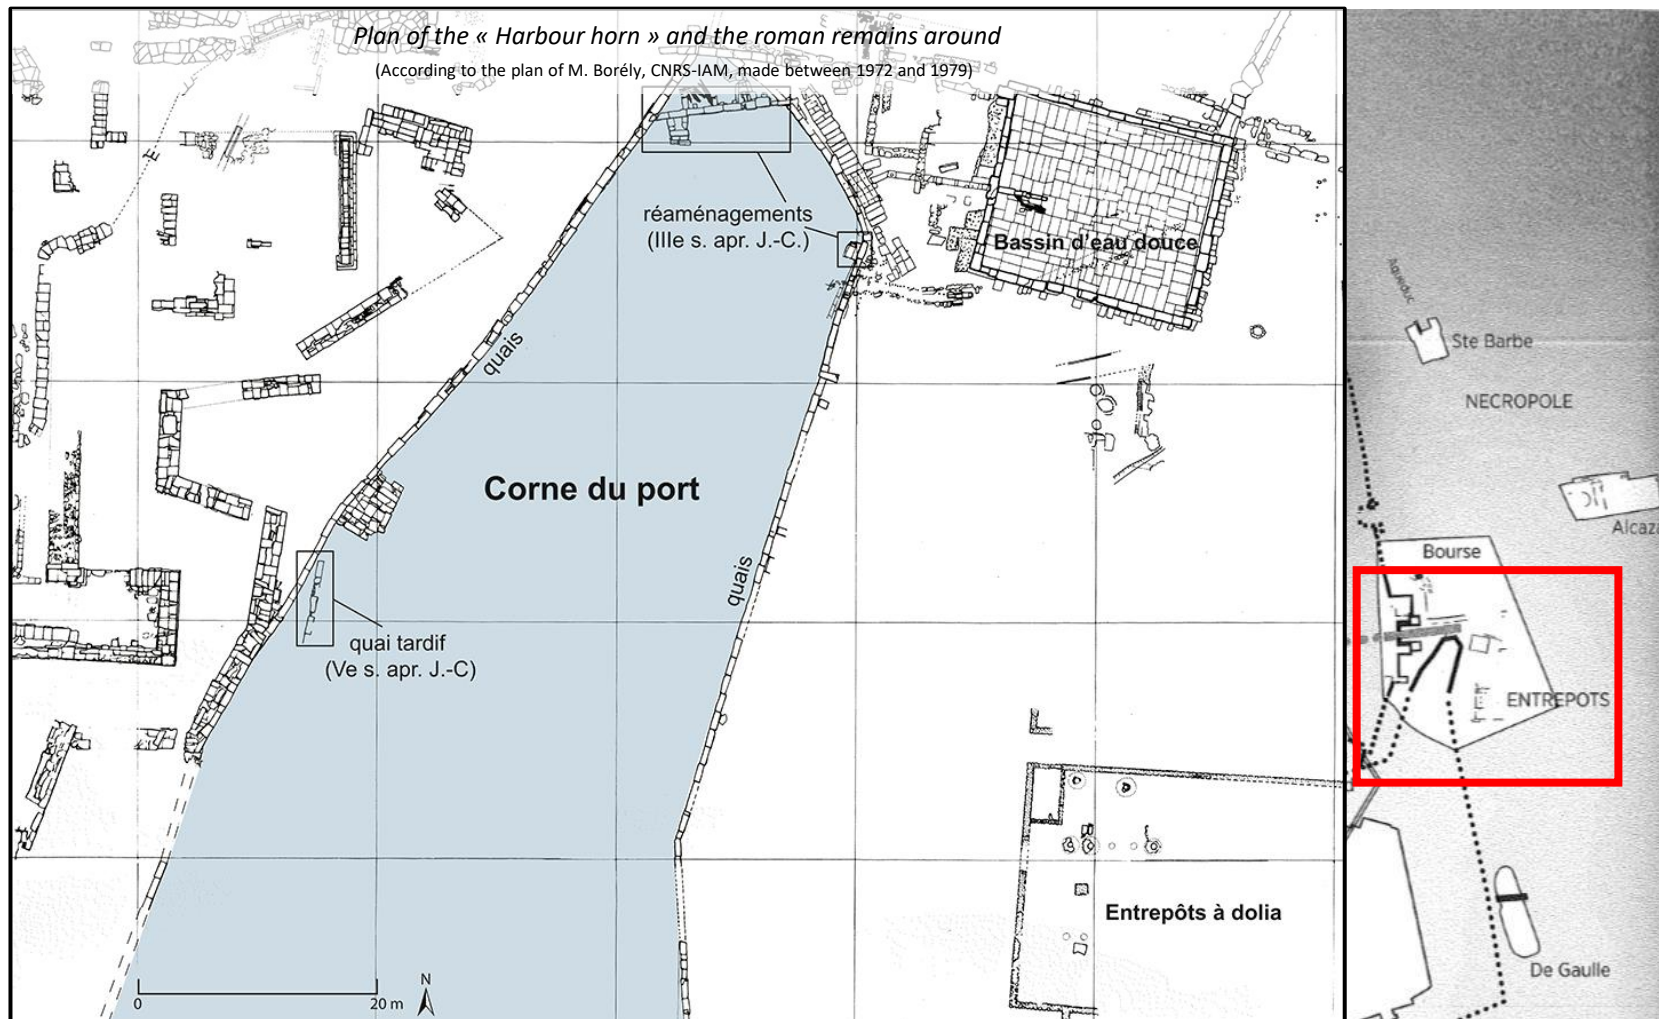 Plan of the « Harbour horn » and the roman remains around
(According to the plan of M. Borély, CNRS-IAM, made between 1972 and 1979)
réaménagements
(IIIe s. apr. J.-C.)
Bassin d'eau douce
quais
Corne du port
quais
quai tardif
(Ve s. apr. J.-C)
Entrepôts à dolia
0
20 m
N
Aqueduc
Ste Barbe
NECROPOLE
Alcaza
Bourse
ENTREPOTS
De Gaulle